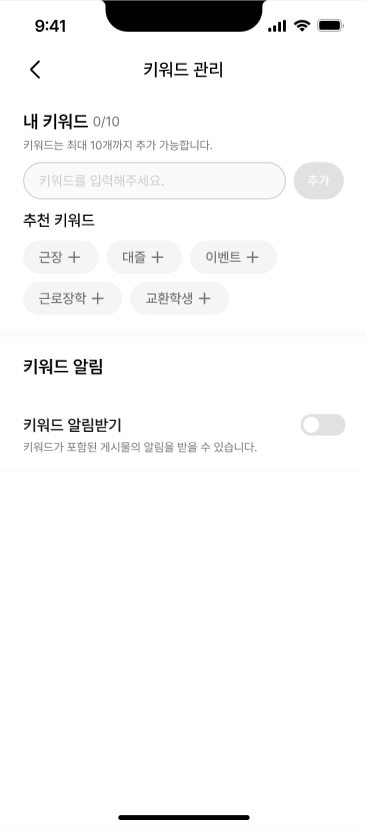 9:41
키워드 관리
내 키워드 0/10
키워드는 최대 10개까지 추가 가능합니다.
키워드를 입력해주세요. 추가
추천 키워드
근장 대즐 이벤트
근로장학 교환학생
키워드 알림
키워드 알림받기
키워드가 포함된 게시물의 알림을 받을 수 있습니다.